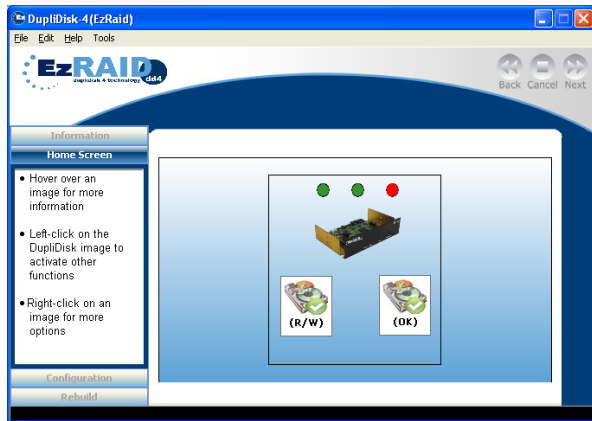 DupliDisk-4(EzRaid)
File Edit Help Tools
EzRAID
duplidisk 4 technology
dd4
Back Cancel Next
Information
Home Screen
• Hover over an
image for more
information
• Left-click on the
DupliDisk image to
activate other
functions
• Right-click on an
image for more
options
(R/W)
(OK)
Configuration
Rebuild